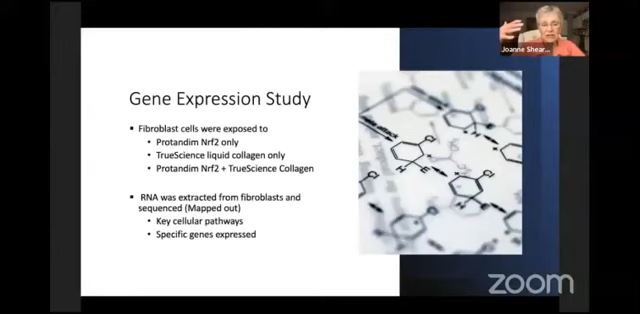 Joanne Shear...
Gene Expression Study
• Fibroblast cells were exposed to
• Protandim Nrf2 only
• TrueScience liquid collagen only
• Protandim Nrf2 + TrueScience Collagen
• RNA was extracted from fibroblasts and
sequenced (Mapped out)
• Key cellular pathways
• Specific genes expressed
zoom